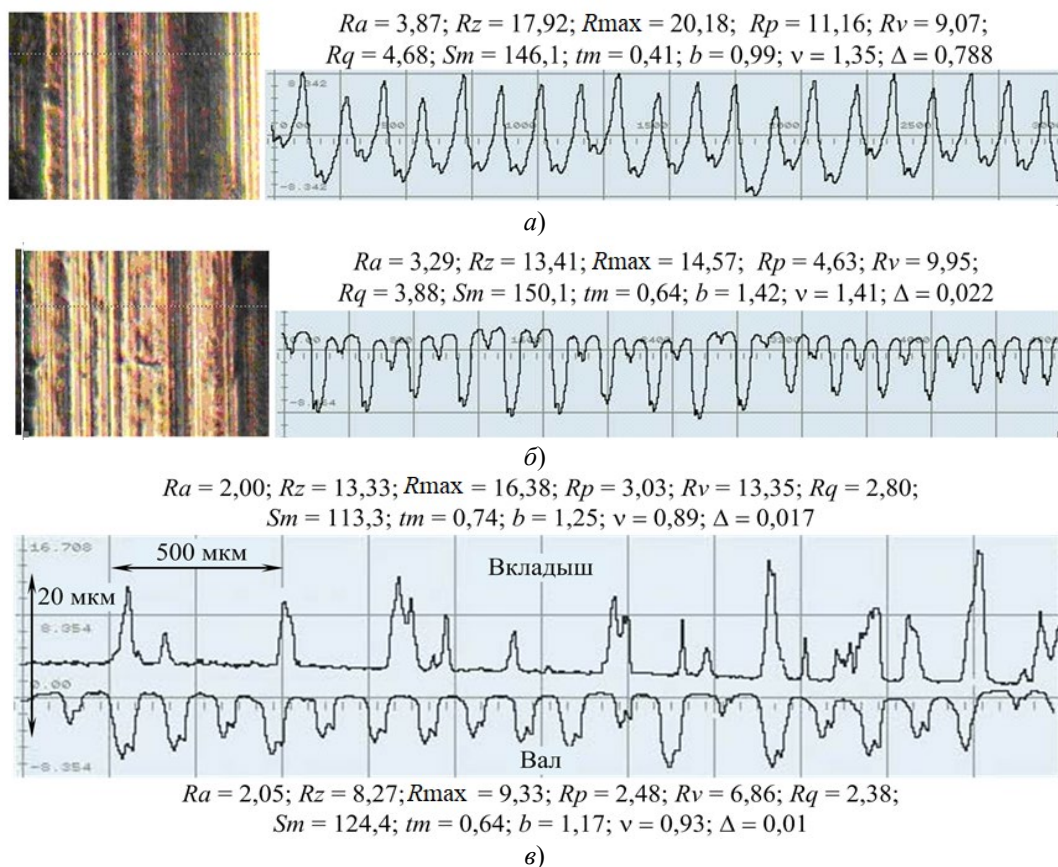 Ra = 3,87; Rz = 17,92; Rmax = 20,18; Rp = 11,16; Rv = 9,07;
Rq = 4,68; Sm = 146,1; tm = 0,41; b = 0,99; ν = 1,35; Δ = 0,788
8.342
1000
1500
2500
-8.342
а)
Ra = 3,29; Rz = 13,41; Rmax = 14,57; Rp = 4,63; Rv = 9,95;
Rq = 3,88; Sm = 150,1; tm = 0,64; b = 1,42; ν = 1,41; Δ = 0,022
б)
Ra = 2,00; Rz = 13,33; Rmax = 16,38; Rp = 3,03; Rv = 13,35; Rq = 2,80;
Sm = 113,3; tm = 0,74; b = 1,25; ν = 0,89; Δ = 0,017
16.708
500 мкм
Вкладыш
20 мкм
8.354
0.00
Вал
-8.354
Ra = 2,05; Rz = 8,27; Rmax = 9,33; Rp = 2,48; Rv = 6,86; Rq = 2,38;
Sm = 124,4; tm = 0,64; b = 1,17; ν = 0,93; Δ = 0,01
в)